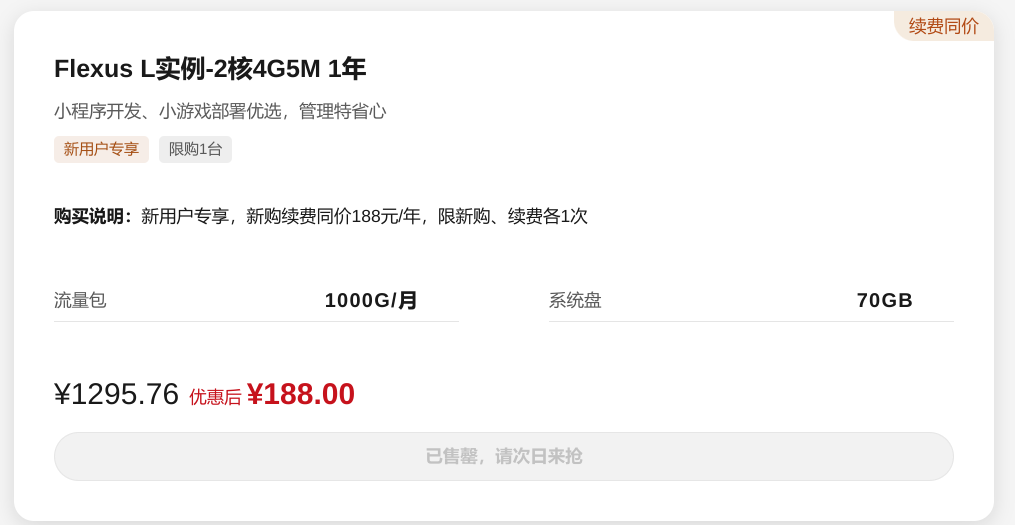 续费同价
Flexus L实例-2核4G5M 1年
小程序开发、小游戏部署优选，管理特省心
新用户专享 限购1台
购买说明：新用户专享，新购续费同价188元/年，限新购、续费各1次
流量包 1000G/月 系统盘 70GB
¥1295.76 优惠后 ¥188.00
已售罄，请次日来抢